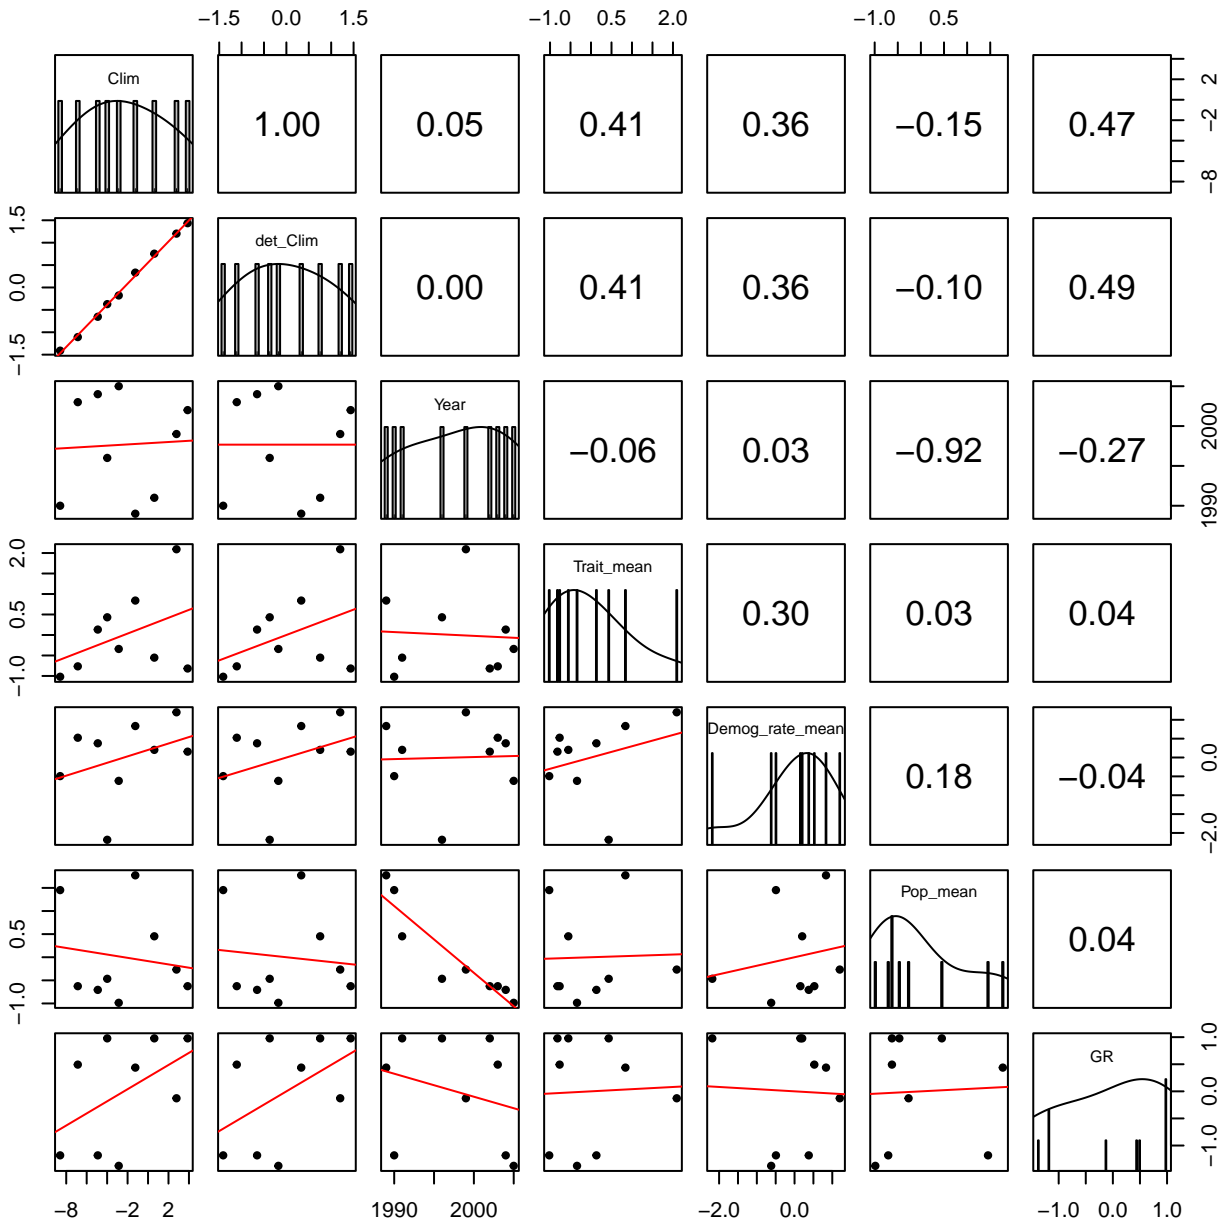 −1.5 0.0 1.5 −1.0 0.5 2.0 −1.0 0.5
Clim 1.00 0.05 0.41 0.36 −0.15 0.47
2 −2 −8
det_Clim 0.00 0.41 0.36 −0.10 0.49
1.5 0.0 −1.5
Year −0.06 0.03 −0.92 −0.27
2000 1990
Trait_mean 0.30 0.03 0.04
2.0 0.5 −1.0
Demog_rate_mean 0.18 −0.04
0.0 −2.0
Pop_mean 0.04
0.5 −1.0
GR
1.0 0.0 −1.0
−8 −2 2 1990 2000 −2.0 0.0 −1.0 0.0 1.0